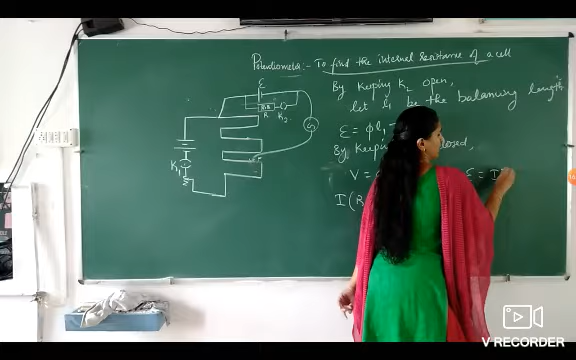 Potentiometer :- To find the internal resistance of a cell
By Keeping K2 open,
let l1 be the balancing length
ε = φl1
By Keeping closed,
V =
ε = I
I (R
ε
R
K2
G
K1
V RECORDER